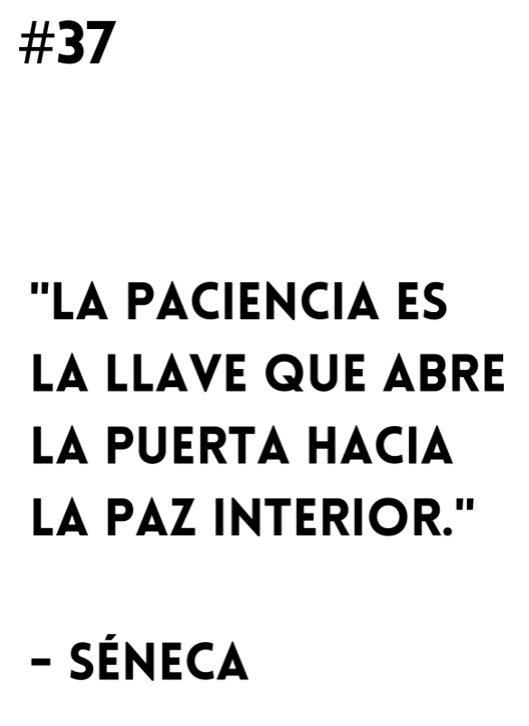 #37
"LA PACIENCIA ES
LA LLAVE QUE ABRE
LA PUERTA HACIA
LA PAZ INTERIOR."
- SÉNECA